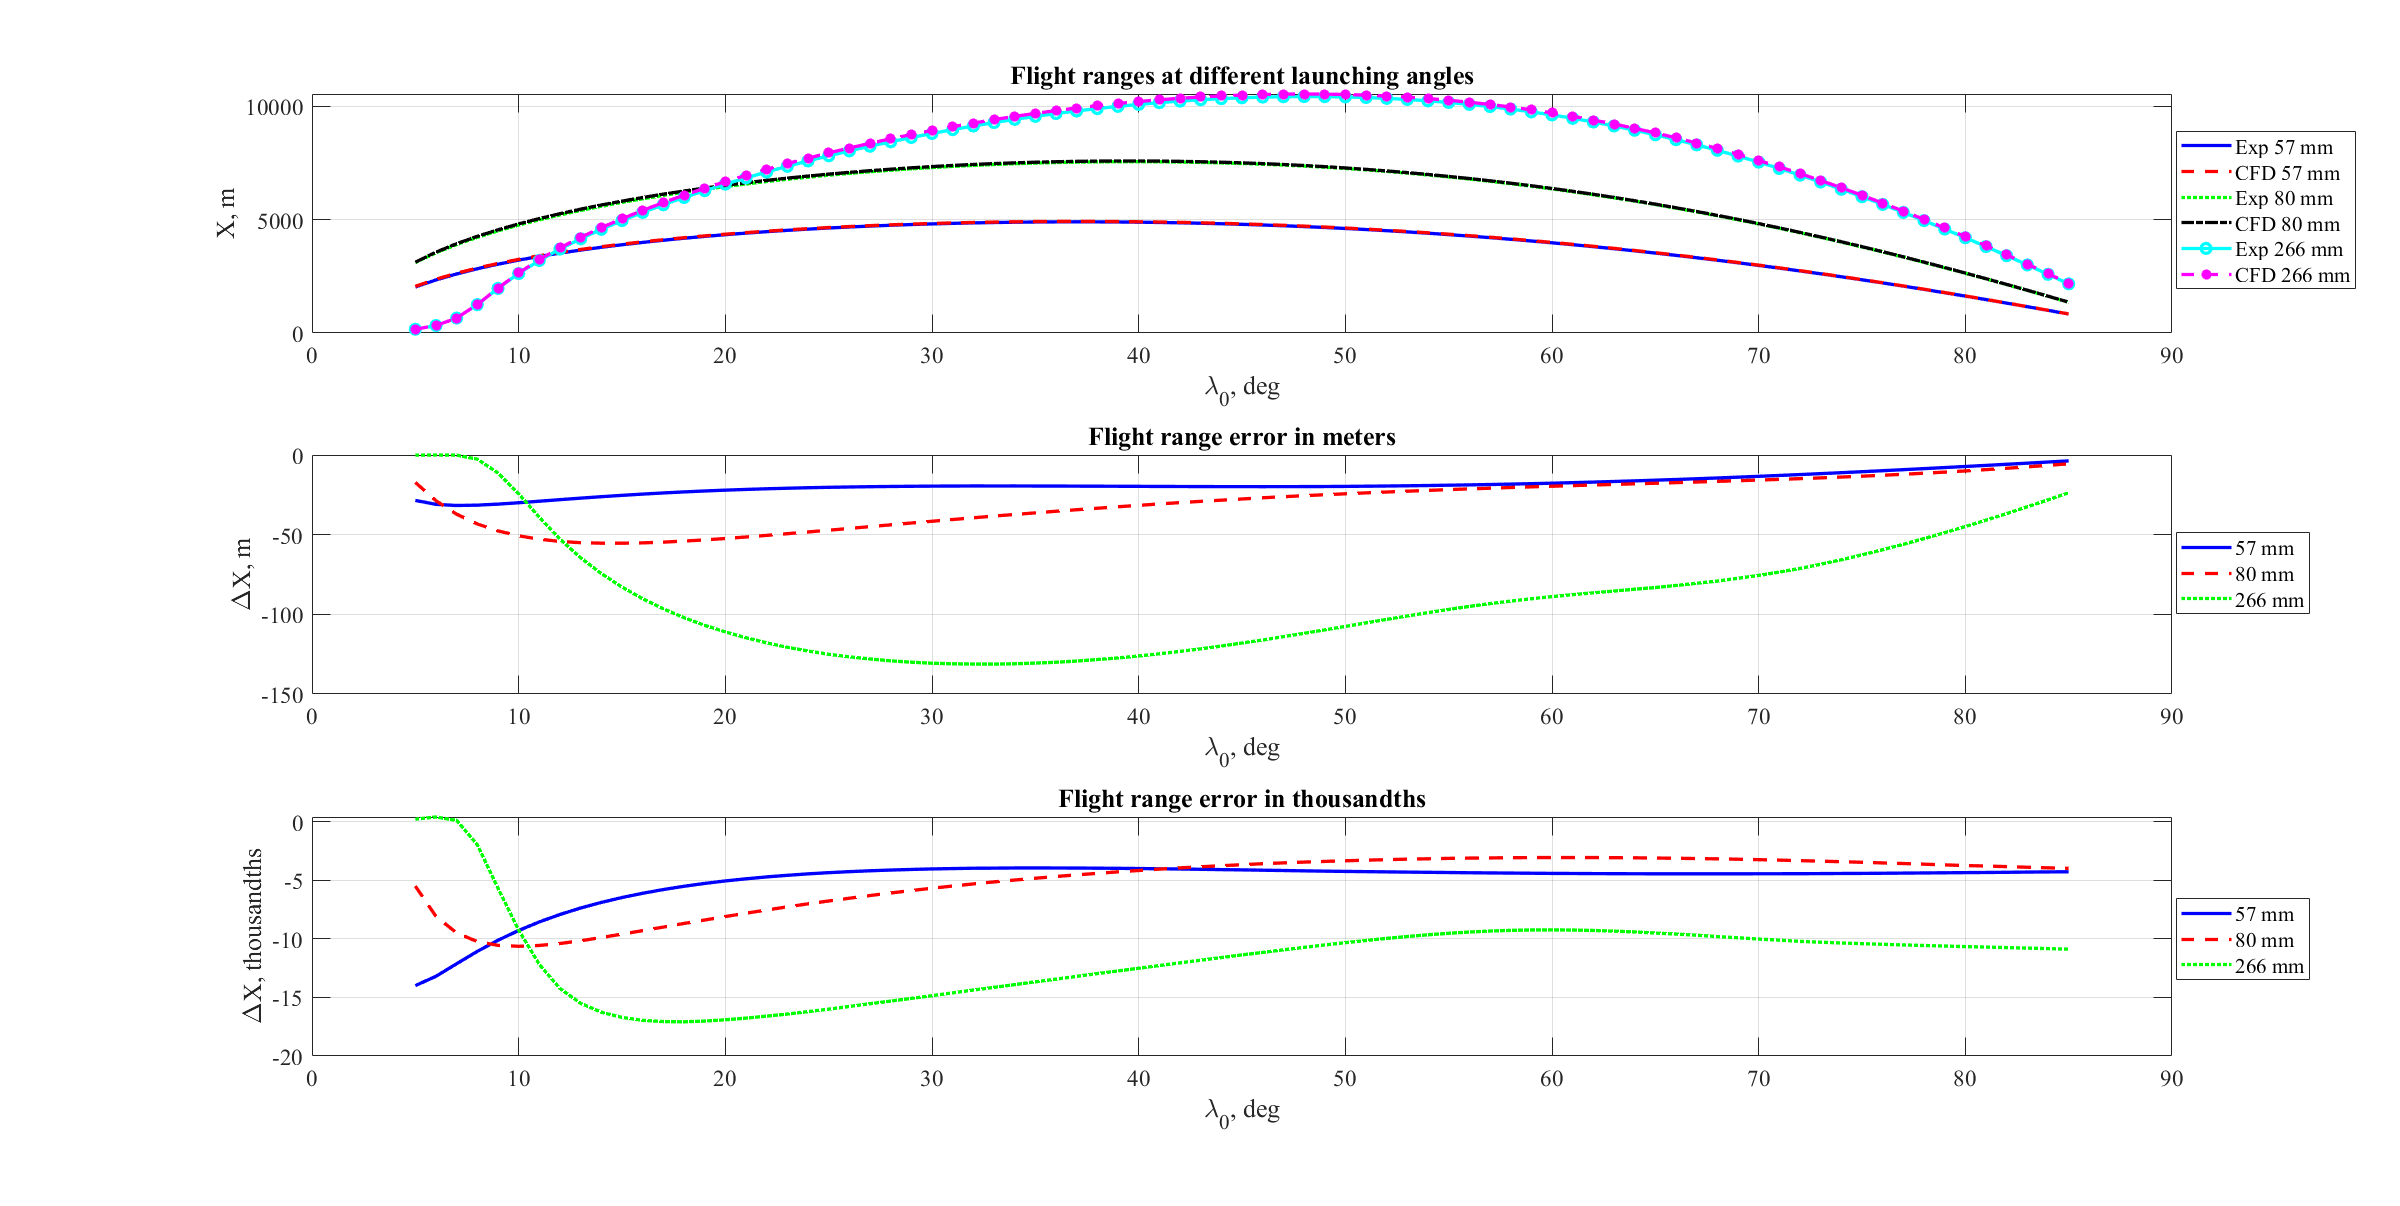 Flight ranges at different launching angles
10000
5000
0
X, m
0 10 20 30 40 50 60 70 80 90
λ0, deg
Exp 57 mm
CFD 57 mm
Exp 80 mm
CFD 80 mm
Exp 266 mm
CFD 266 mm
Flight range error in meters
0
-50
-100
-150
ΔX, m
0 10 20 30 40 50 60 70 80 90
λ0, deg
57 mm
80 mm
266 mm
Flight range error in thousandths
0
-5
-10
-15
-20
ΔX, thousandths
0 10 20 30 40 50 60 70 80 90
λ0, deg
57 mm
80 mm
266 mm